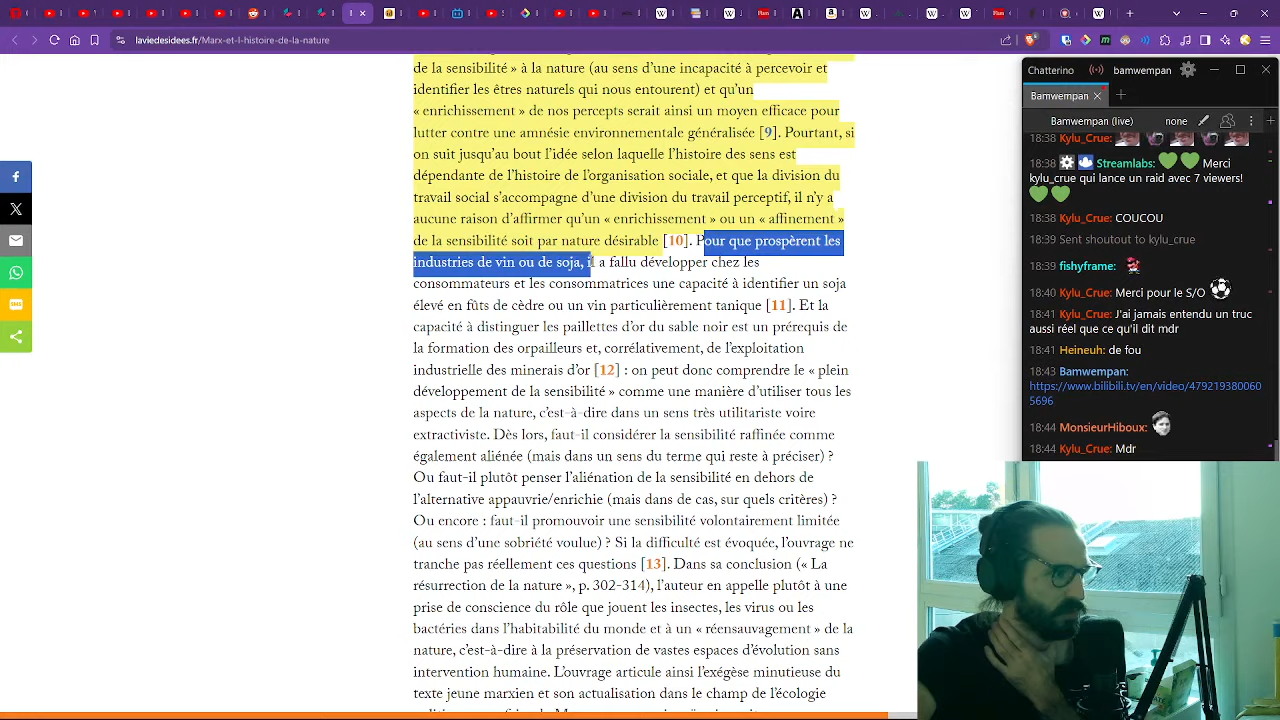 laviedesidees.fr/Marx-et-l-histoire-de-la-nature
de la sensibilité » à la nature (au sens d'une incapacité à percevoir et
identifier les êtres naturels qui nous entourent) et qu'un
« enrichissement » de nos percepts serait ainsi un moyen efficace pour
lutter contre une amnésie environnementale généralisée [9]. Pourtant, si
on suit jusqu'au bout l'idée selon laquelle l'histoire des sens est
dépendante de l'histoire de l'organisation sociale, et que la division du
travail social s'accompagne d'une division du travail perceptif, il n'y a
aucune raison d'affirmer qu'un « enrichissement » ou un « affinement »
de la sensibilité soit par nature désirable [10]. Pour que prospèrent les
industries de vin ou de soja, il a fallu développer chez les
consommateurs et les consommatrices une capacité à identifier un soja
élevé en fûts de cèdre ou un vin particulièrement tanique [11]. Et la
capacité à distinguer les paillettes d'or du sable noir est un prérequis de
la formation des orpailleurs et, corrélativement, de l'exploitation
industrielle des minerais d'or [12] : on peut donc comprendre le « plein
développement de la sensibilité » comme une manière d'utiliser tous les
aspects de la nature, c'est-à-dire dans un sens très utilitariste voire
extractiviste. Dès lors, faut-il considérer la sensibilité raffinée comme
également aliénée (mais dans un sens du terme qui reste à préciser) ?
Ou faut-il plutôt penser l'aliénation de la sensibilité en dehors de
l'alternative appauvrie/enrichie (mais dans de cas, sur quels critères) ?
Ou encore : faut-il promouvoir une sensibilité volontairement limitée
(au sens d'une sobriété voulue) ? Si la difficulté est évoquée, l'ouvrage ne
tranche pas réellement ces questions [13]. Dans sa conclusion (« La
résurrection de la nature », p. 302-314), l'auteur en appelle plutôt à une
prise de conscience du rôle que jouent les insectes, les virus ou les
bactéries dans l'habitabilité du monde et à un « réensauvagement » de la
nature, c'est-à-dire à la préservation de vastes espaces d'évolution sans
intervention humaine. L'ouvrage articule ainsi l'exégèse minutieuse du
texte jeune marxien et son actualisation dans le champ de l'écologie
SMS
Chatterino bamwempan
Bamwempan
Bamwempan (live) none
18:38 Kylu_Crue:
18:38 Streamlabs: Merci
kylu_crue qui lance un raid avec 7 viewers!
18:38 Kylu_Crue: COUCOU
18:39 Sent shoutout to kylu_crue
18:39 fishyframe:
18:40 Kylu_Crue: Merci pour le S/O
18:41 Kylu_Crue: J'ai jamais entendu un truc
aussi réel que ce qu'il dit mdr
18:41 Heineuh: de fou
18:43 Bamwempan:
https://www.bilibili.tv/en/video/479219380060
5696
18:44 MonsieurHiboux:
18:44 Kylu_Crue: Mdr